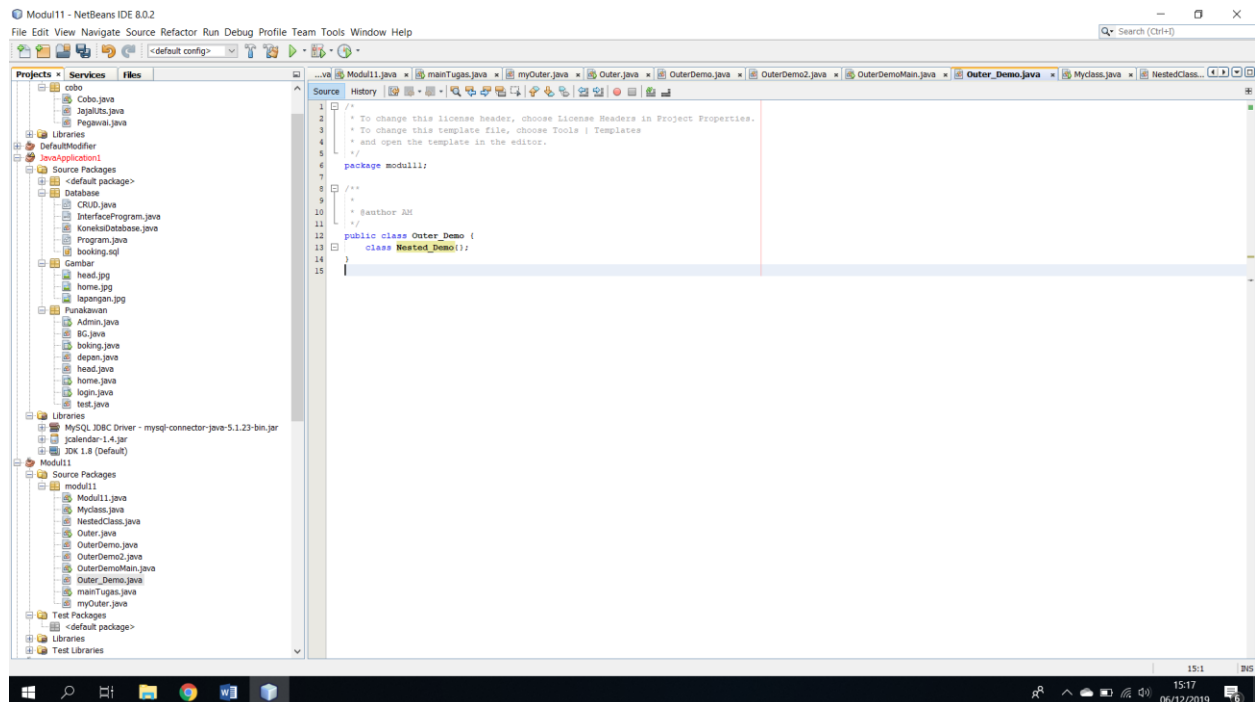 Modul11 - NetBeans IDE 8.0.2
File Edit View Navigate Source Refactor Run Debug Profile Team Tools Window Help
Search (Ctrl+I)
<default config>
Projects × Services Files
...va Modul11.java × mainTugas.java × myOuter.java × Outer.java × OuterDemo.java × OuterDemo2.java × OuterDemoMain.java × Outer_Demo.java × Myclass.java × NestedClass...
Source History
cobo
Cobo.java
JajalUts.java
Pegawai.java
Libraries
DefaultModifier
JavaApplication1
Source Packages
<default package>
Database
CRUD.java
InterfaceProgram.java
KoneksiDatabase.java
Program.java
booking.sql
Gambar
head.jpg
home.jpg
lapangan.jpg
Punakawan
Admin.java
BG.java
boking.java
depan.java
head.java
home.java
login.java
test.java
Libraries
MySQL JDBC Driver - mysql-connector-java-5.1.23-bin.jar
jcalendar-1.4.jar
JDK 1.8 (Default)
Modul11
Source Packages
modul11
Modul11.java
Myclass.java
NestedClass.java
Outer.java
OuterDemo.java
OuterDemo2.java
OuterDemoMain.java
Outer_Demo.java
mainTugas.java
myOuter.java
Test Packages
<default package>
Libraries
Test Libraries
1 /*
2 * To change this license header, choose License Headers in Project Properties.
3 * To change this template file, choose Tools | Templates
4 * and open the template in the editor.
5 */
6 package modul11;
7
8 /**
9 *
10 * @author AM
11 */
12 public class Outer_Demo {
13 class Nested_Demo{};
14 }
15
15:1 INS
15:17
06/12/2019
6